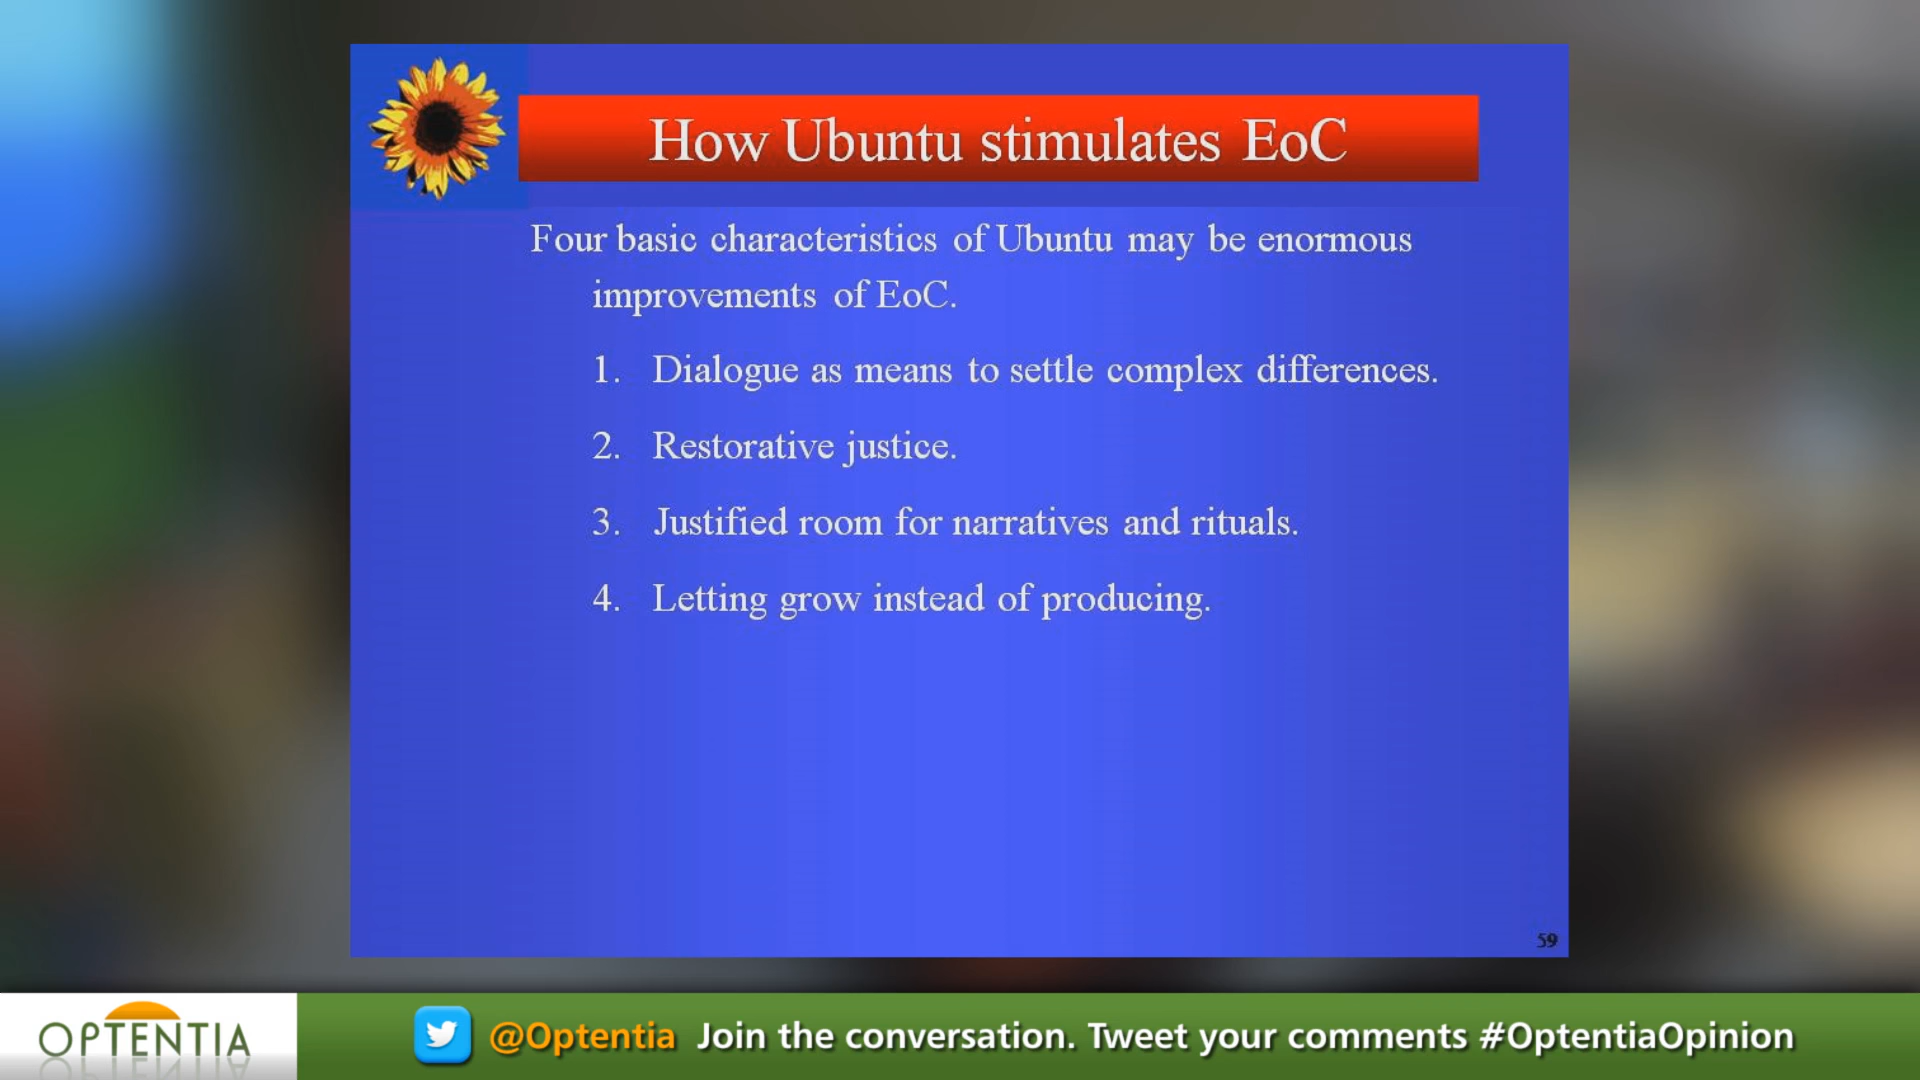 How Ubuntu stimulates EoC
Four basic characteristics of Ubuntu may be enormous
improvements of EoC.
1. Dialogue as means to settle complex differences.
2. Restorative justice.
3. Justified room for narratives and rituals.
4. Letting grow instead of producing.
59
OPTENTIA
@Optentia Join the conversation. Tweet your comments #OptentiaOpinion